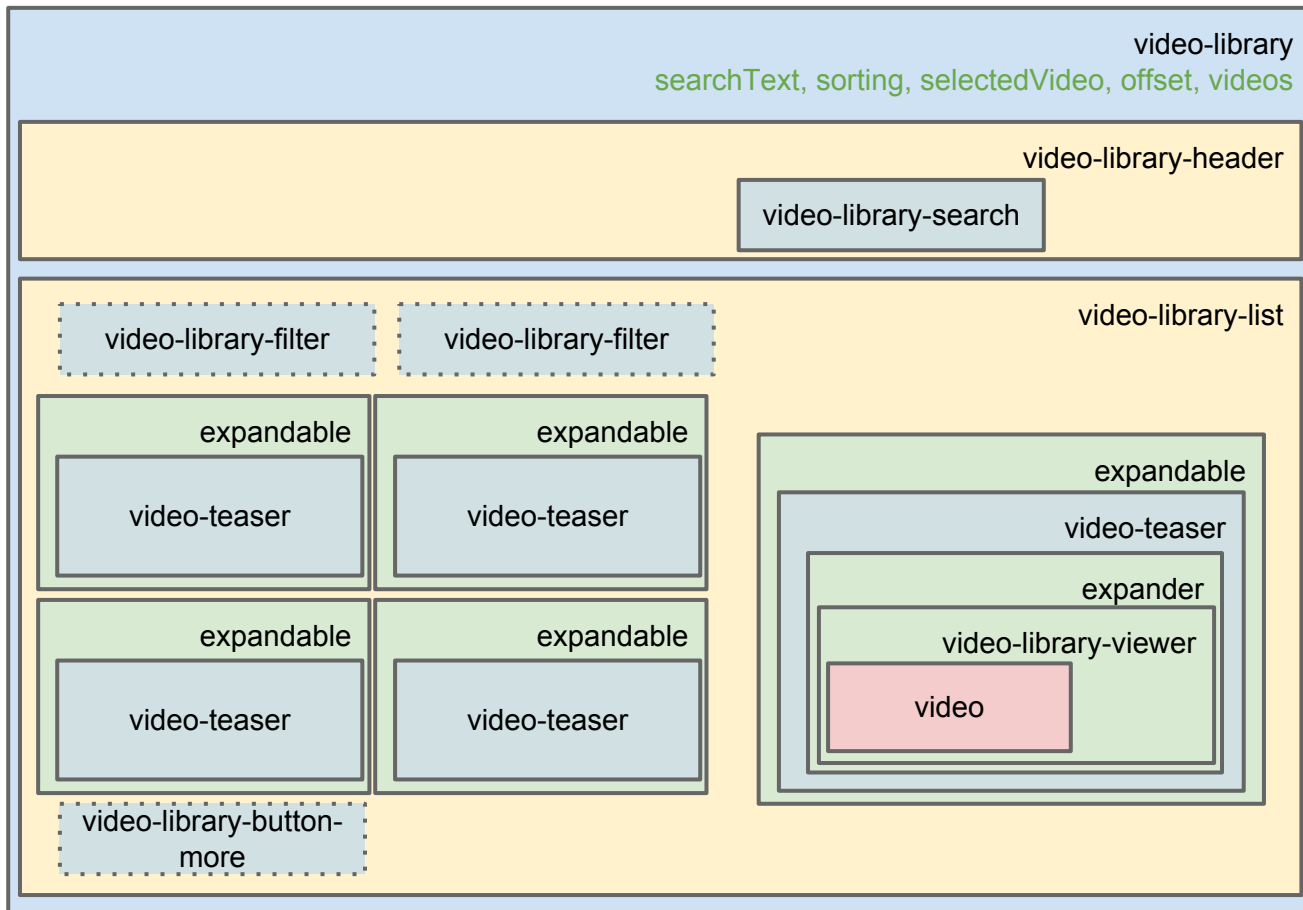 video-library
searchText, sorting, selectedVideo, offset, videos
video-library-header
video-library-search
video-library-list
video-library-filter
video-library-filter
expandable
video-teaser
expandable
video-teaser
expandable
video-teaser
expandable
video-teaser
video-library-button-
more
expandable
video-teaser
expander
video-library-viewer
video